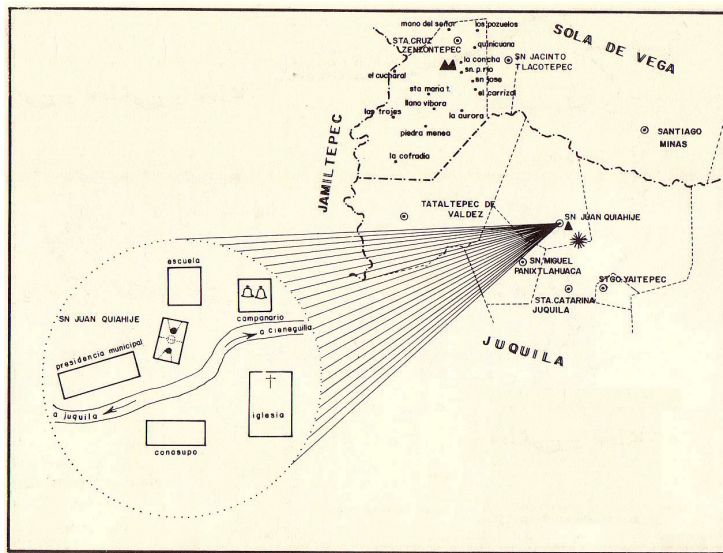 mano del señor
los pozuelos
SOLA DE VEGA
STA. CRUZ
ZENZONTEPEC
quinicuana
la concha
SN JACINTO
TLACOTEPEC
sn. p. rio
el cucharal
sn jose
sta maria t.
el carrizal
llano vibora
las trojes
la aurora
piedra menea
SANTIAGO
MINAS
la cofradia
JAMILTEPEC
TATALTEPEC DE
VALDEZ
SN JUAN QUIAHIJE
SN. MIGUEL
PANIXTLAHUACA
STGO. YAITEPEC
STA. CATARINA
JUQUILA
JUQUILA
escuela
SN JUAN QUIAHIJE
campanario
a cieneguilla
presidencia municipal
a juquila
iglesia
conasupo